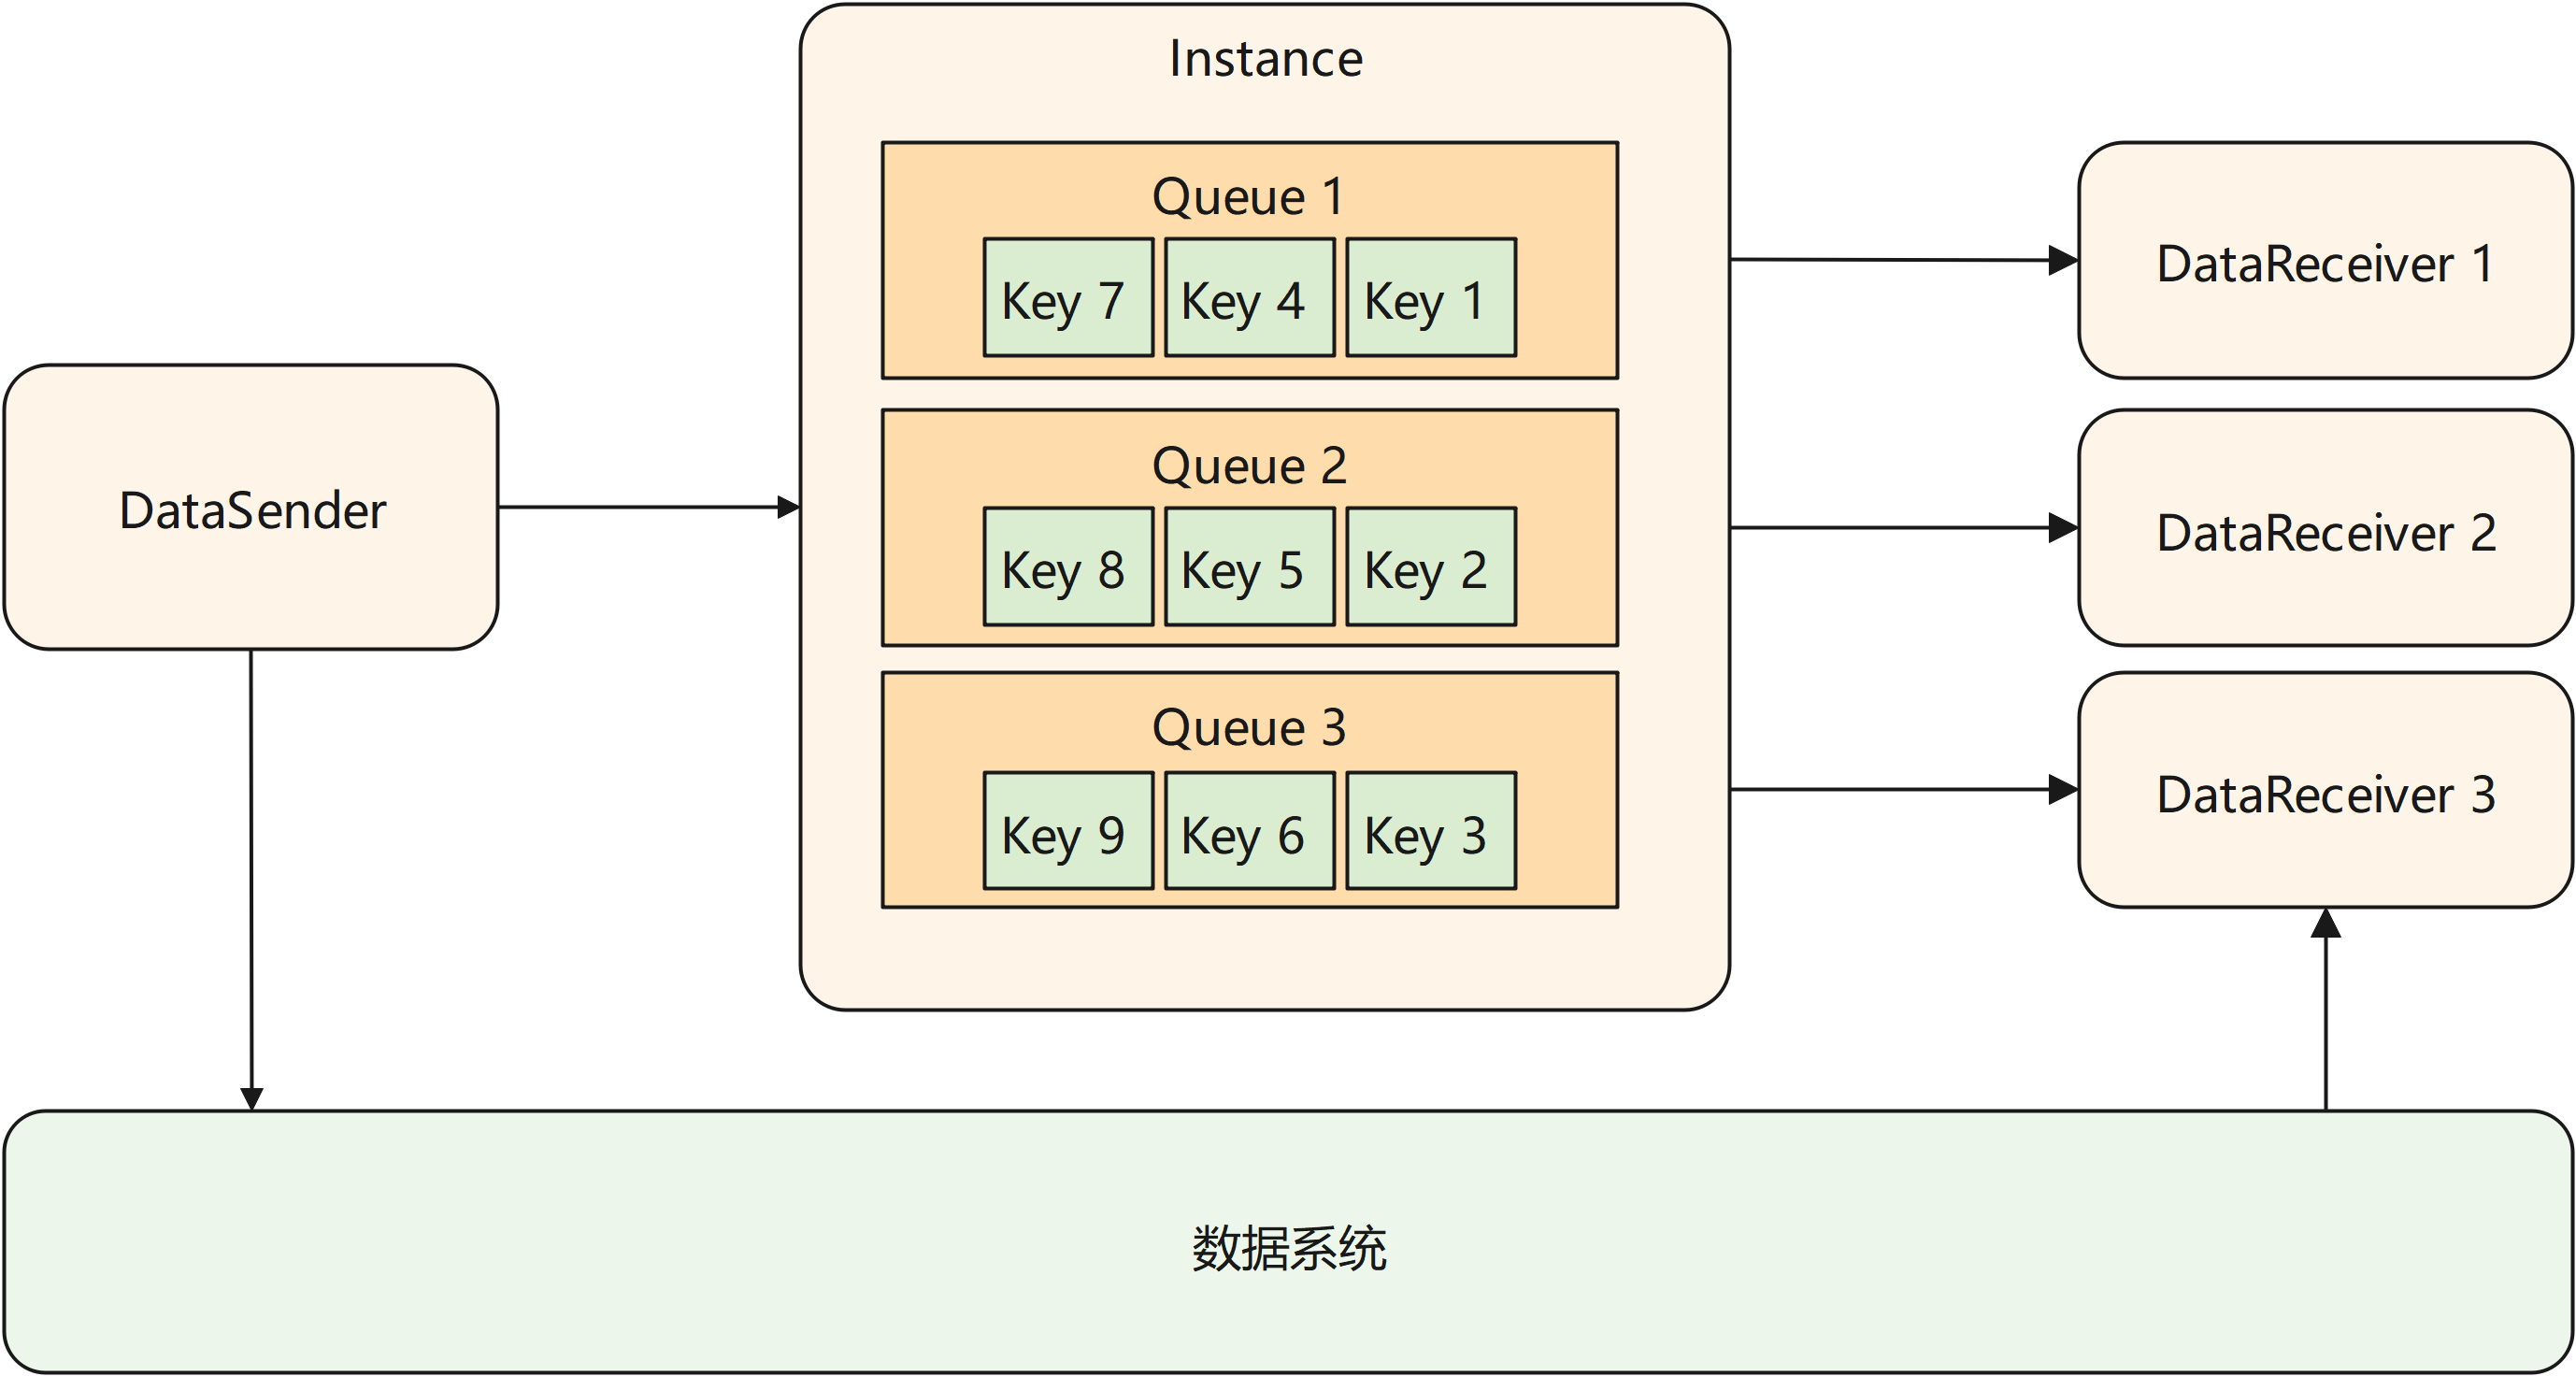 Instance
Queue 1
Key 7 Key 4 Key 1
Queue 2
Key 8 Key 5 Key 2
Queue 3
Key 9 Key 6 Key 3
DataSender
DataReceiver 1
DataReceiver 2
DataReceiver 3
数据系统